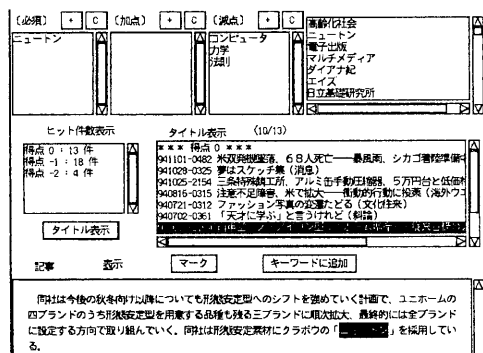 (必須) + C (加点) + C (減点) + C
ニュートン
コンピュータ
力学
法則
高齢化社会
ニュートン
電子出版
マルチメディア
ダイアナ妃
エイズ
日立基礎研究所
ヒット件数表示
得点 0 : 13 件
得点 -1 : 18 件
得点 -2 : 4 件
タイトル表示
タイトル表示 (10/13)
*** 得点 0 ***
941101-0482 米双発機墜落、68人死亡――暴風雨、シカゴ着陸準備中
941029-0325 夢はスケッチ集(消息)
941025-2154 三条特殊鋳工所、アルミ缶手動圧縮器、5万円台と低価格
940816-0315 注意不足障害、米で拡大――衝動的行動に投薬(海外ウエ
940721-0312 ファッション写真の変遷たどる(文化往来)
940702-0361 「天才に学ぶ」と言うけれど(斜論)
記事 表示
マーク
キーワードに追加
同社は今後の秋冬向け以降についても形態安定型へのシフトを強めていく計画で、ユニホームの
四ブランドのうち形態安定型を用意する品種も残る三ブランドに順次拡大、最終的には全ブランド
に設定する方向で取り組んでいく。同社は形態安定素材にクラボウの「」を採用してい
る。